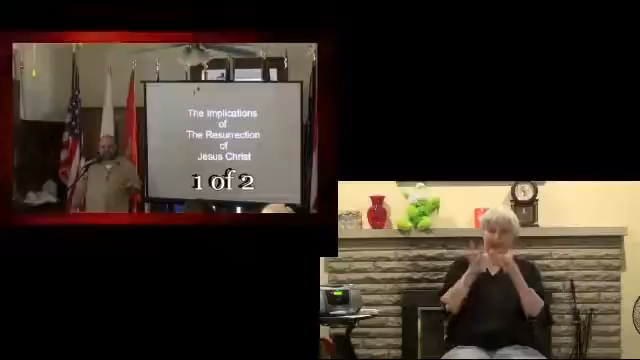 The Implications
of
The Resurrection
of
Jesus Christ
1 of 2